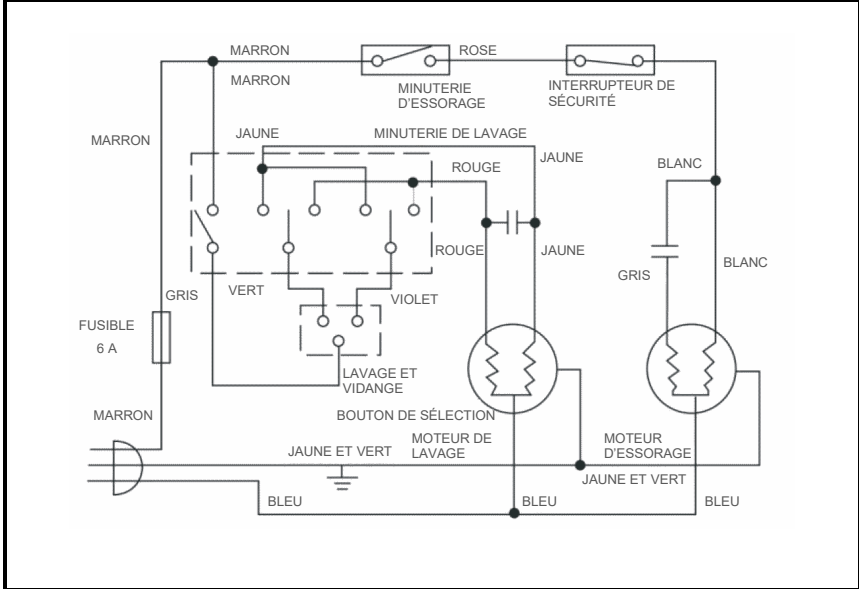 MARRON
ROSE
MARRON
MINUTERIE
D'ESSORAGE
INTERRUPTEUR DE
SÉCURITÉ
MARRON
JAUNE
MINUTERIE DE LAVAGE
JAUNE
ROUGE
BLANC
ROUGE
JAUNE
BLANC
GRIS
GRIS
VERT
VIOLET
FUSIBLE
6 A
LAVAGE ET
VIDANGE
MARRON
BOUTON DE SÉLECTION
MOTEUR DE
LAVAGE
MOTEUR
D'ESSORAGE
JAUNE ET VERT
JAUNE ET VERT
BLEU
BLEU
BLEU